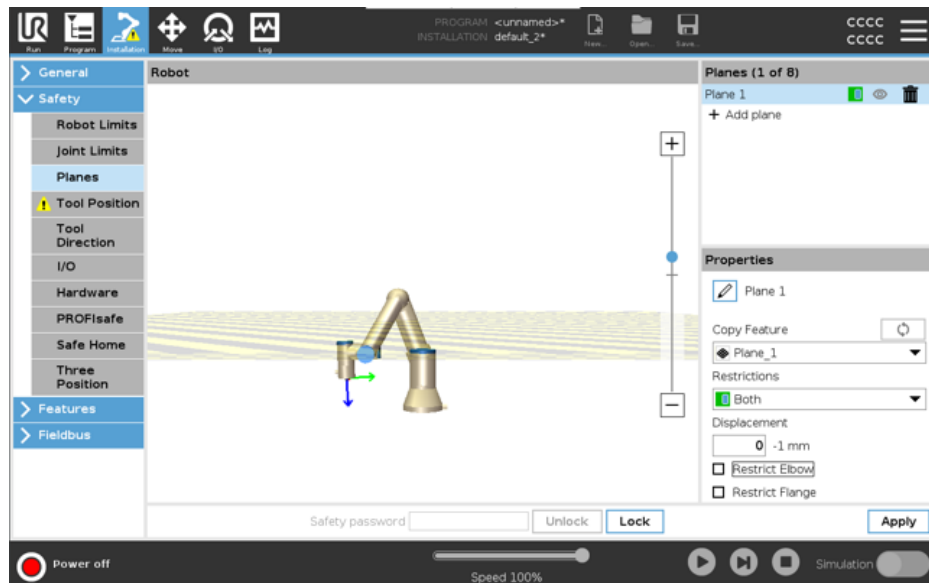 UR
PROGRAM <unnamed>*
INSTALLATION default_2*
Run Program Installation Move I/O Log New... Open... Save...
cccc
cccc
General
Safety
Robot Limits
Joint Limits
Planes
Tool Position
Tool
Direction
I/O
Hardware
PROFIsafe
Safe Home
Three
Position
Features
Fieldbus
Robot
+
−
Planes (1 of 8)
Plane 1
+ Add plane
Properties
Plane 1
Copy Feature
Plane_1
Restrictions
Both
Displacement
0 -1 mm
Restrict Elbow
Restrict Flange
Safety password Unlock Lock Apply
Power off
Speed 100%
Simulation